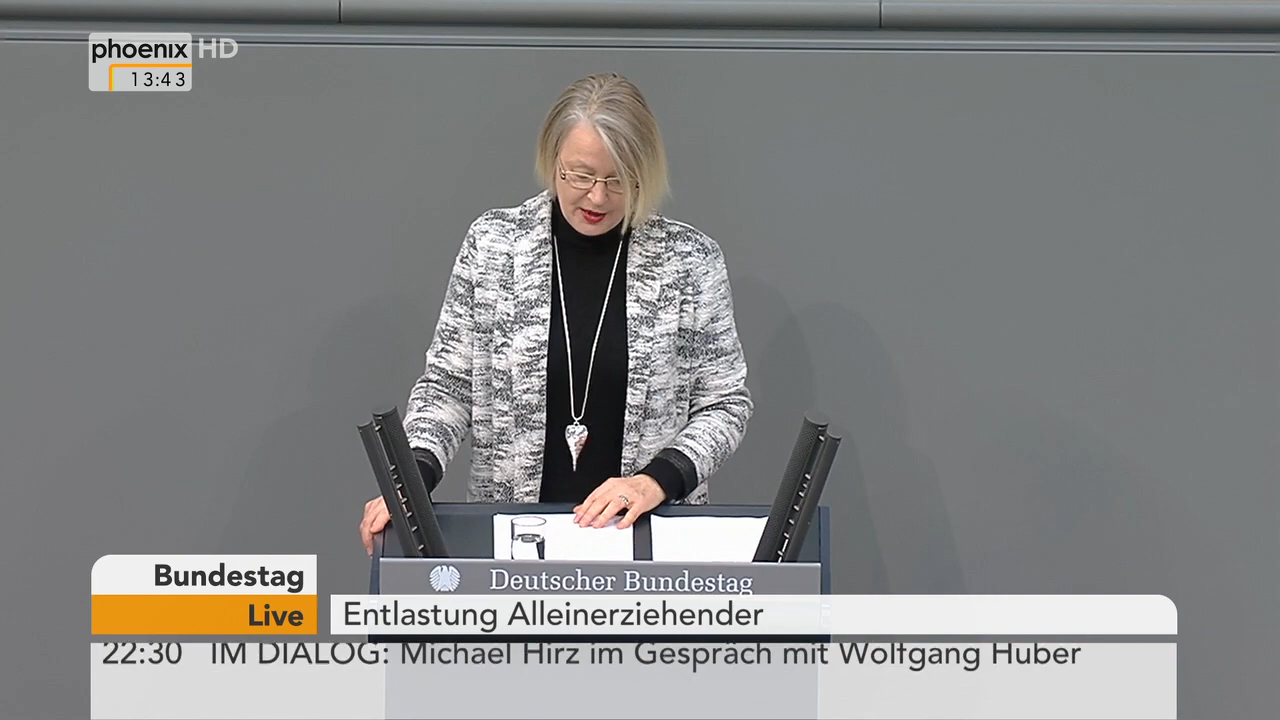 phoenix HD
13:43
Deutscher Bundestag
Bundestag
Live
Entlastung Alleinerziehender
22:30 IM DIALOG: Michael Hirz im Gespräch mit Wolfgang Huber